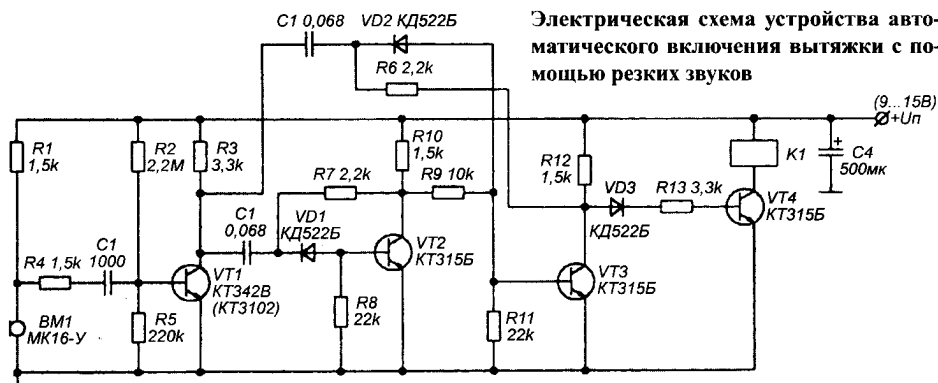 Электрическая схема устройства авто-
матического включения вытяжки с по-
мощью резких звуков
C1 0,068
VD2 КД522Б
R6 2,2k
(9...15В)
+Uп
R1
1,5k
R2
2,2M
R3
3,3k
R10
1,5k
R12
1,5k
K1
+
C4
500мк
R7 2,2k
R9 10k
VD3
КД522Б
R13 3,3k
VT4
КТ315Б
C1
0,068
VD1
КД522Б
VT2
КТ315Б
R4 1,5k
C1
1000
VT1
КТ342В
(КТ3102)
VT3
КТ315Б
BM1
МК16-У
R5
220k
R8
22k
R11
22k